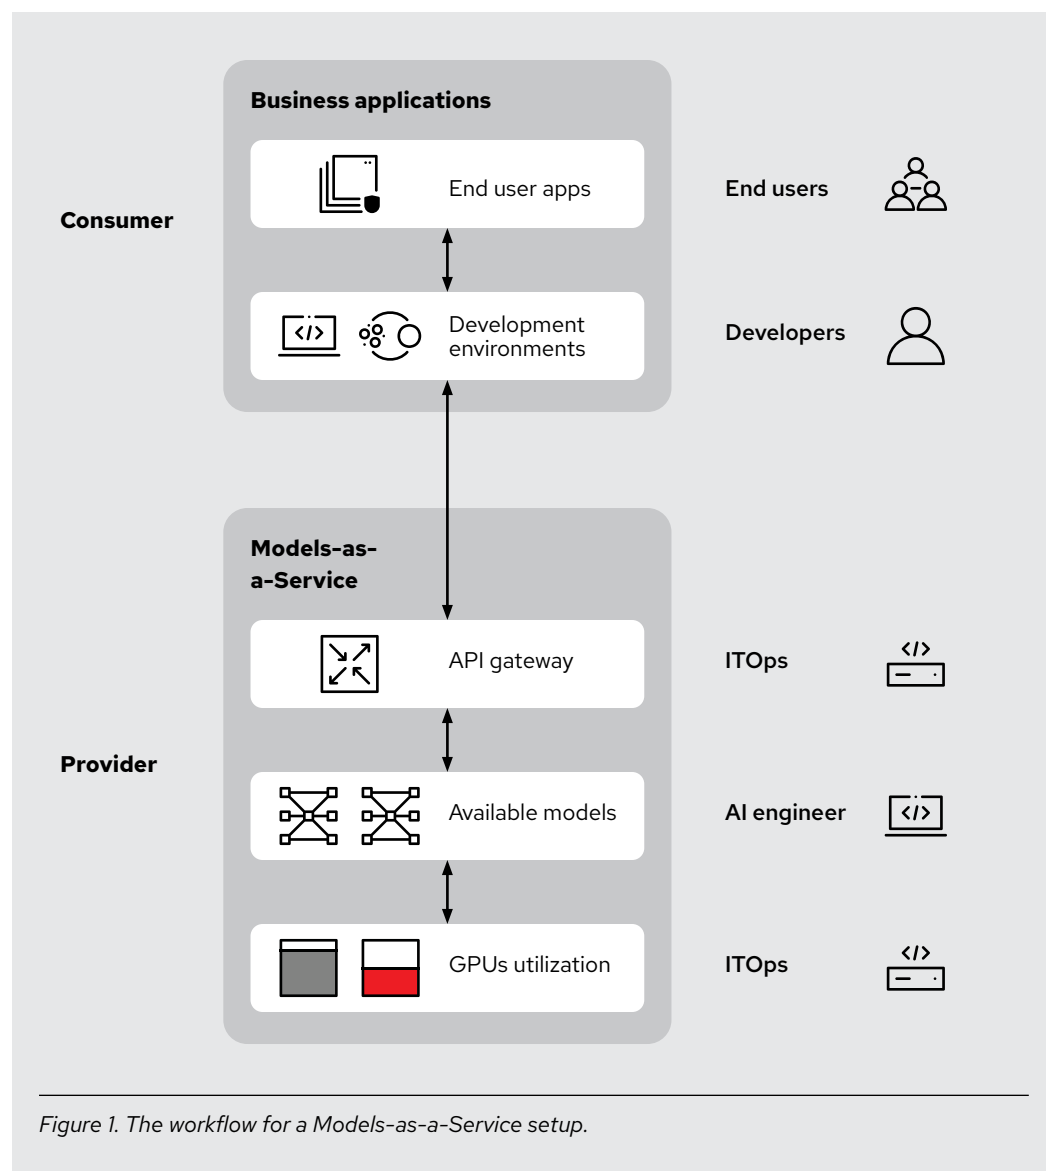 Business applications
End user apps
End users
Consumer
Development
environments
Developers
Models-as-
a-Service
API gateway
ITOps
Provider
Available models
AI engineer
GPUs utilization
ITOps
Figure 1. The workflow for a Models-as-a-Service setup.